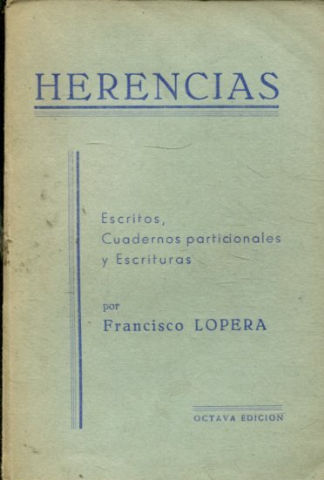 HERENCIAS
Escritos,
Cuadernos particionales
y Escrituras
por
Francisco LOPERA
OCTAVA EDICION